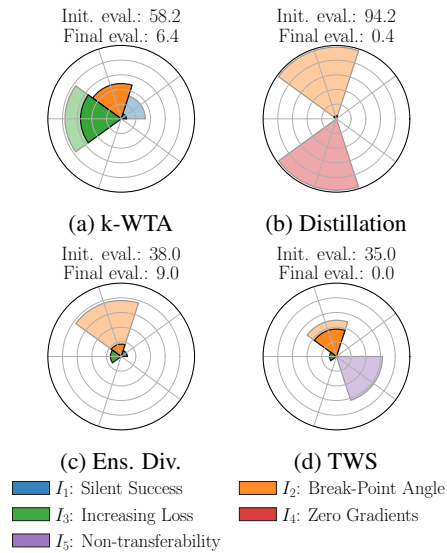 Init. eval.: 58.2
Final eval.: 6.4
Init. eval.: 94.2
Final eval.: 0.4
(a) k-WTA
(b) Distillation
Init. eval.: 38.0
Final eval.: 9.0
Init. eval.: 35.0
Final eval.: 0.0
(c) Ens. Div.
(d) TWS
I1: Silent Success
I2: Break-Point Angle
I3: Increasing Loss
I4: Zero Gradients
I5: Non-transferability